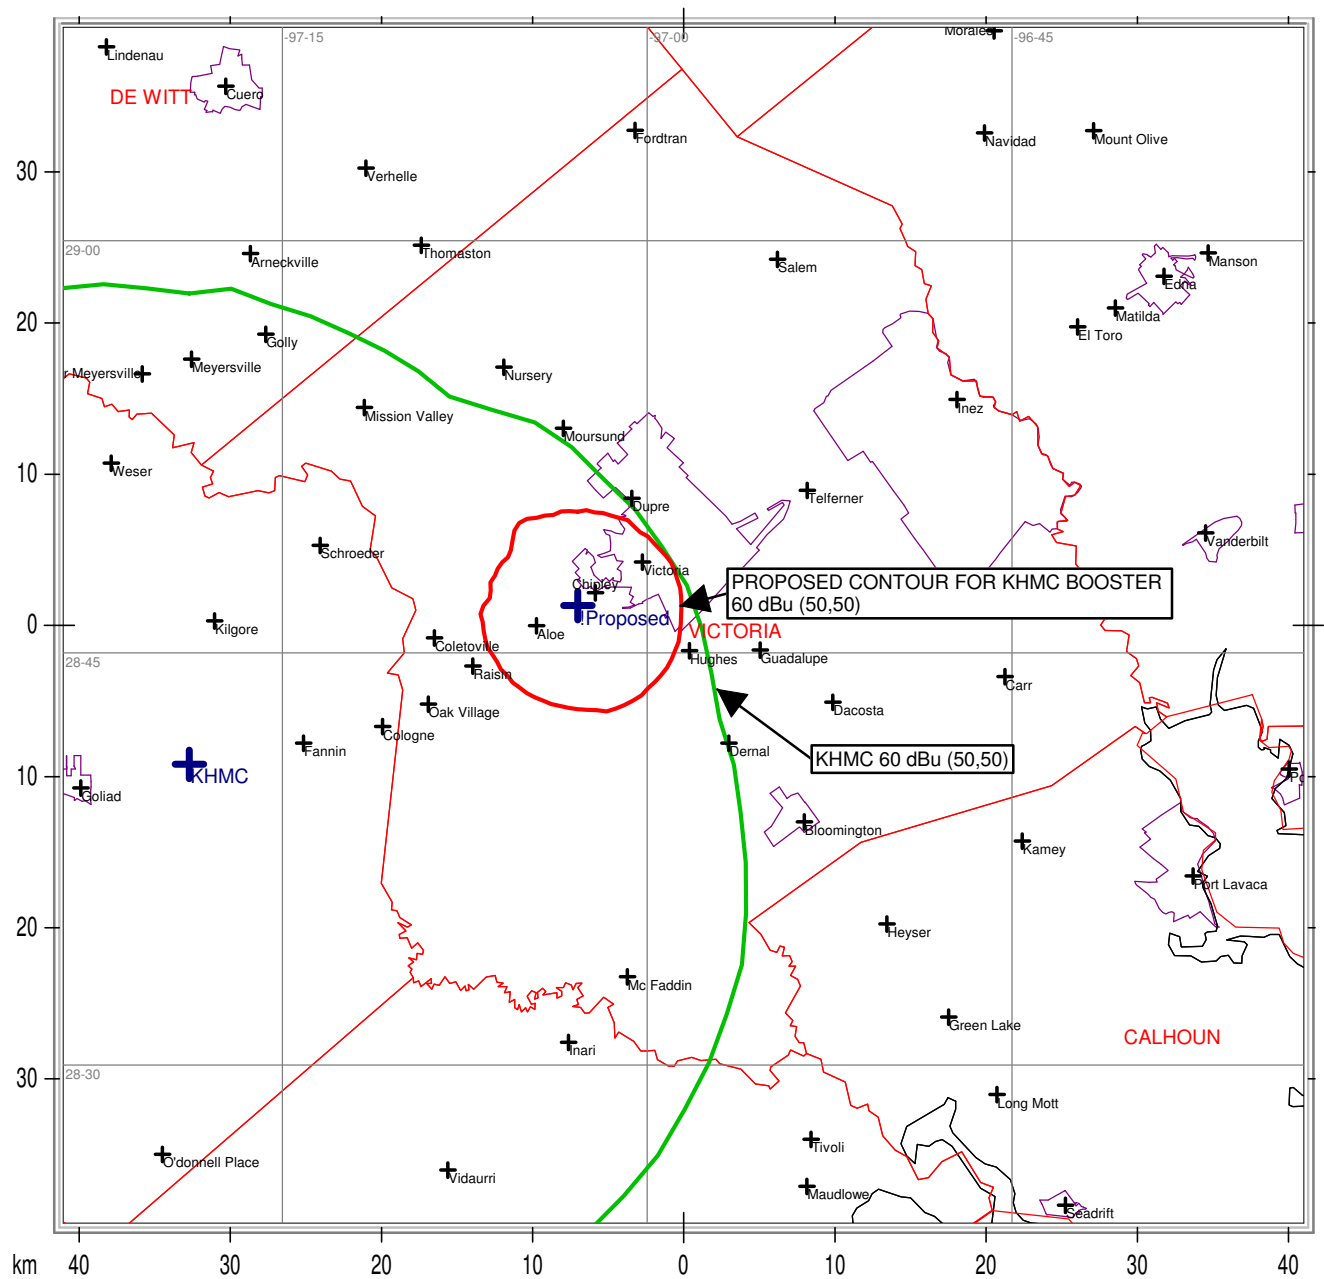 -97-15
-97-00
-96-45
Morales
Lindenau
Cuero
DE WITT
Fordtran
Navidad
Mount Olive
30
Verhelle
29-00
Arneckville
Thomaston
Salem
Manson
Edna
Matilda
20
El Toro
Golly
Meyersville
r Meyersville
Nursery
Mission Valley
Inez
Moursund
Weser
10
Telferner
Dupre
Schroeder
Vanderbilt
Victoria
Chipley
PROPOSED CONTOUR FOR KHMC BOOSTER
60 dBu (50,50)
!Proposed
0
Kilgore
Aloe
VICTORIA
Coletoville
28-45
Hughes
Guadalupe
Raisin
Carr
Oak Village
Dacosta
Cologne
Fannin
Dernal
KHMC 60 dBu (50,50)
KHMC
10
Goliad
Po
Bloomington
Kamey
Port Lavaca
20
Heyser
Mc Faddin
Green Lake
CALHOUN
Inari
28-30
30
Long Mott
Tivoli
O'donnell Place
Vidaurri
Maudlowe
Seadrift
km
40
30
20
10
0
10
20
30
40